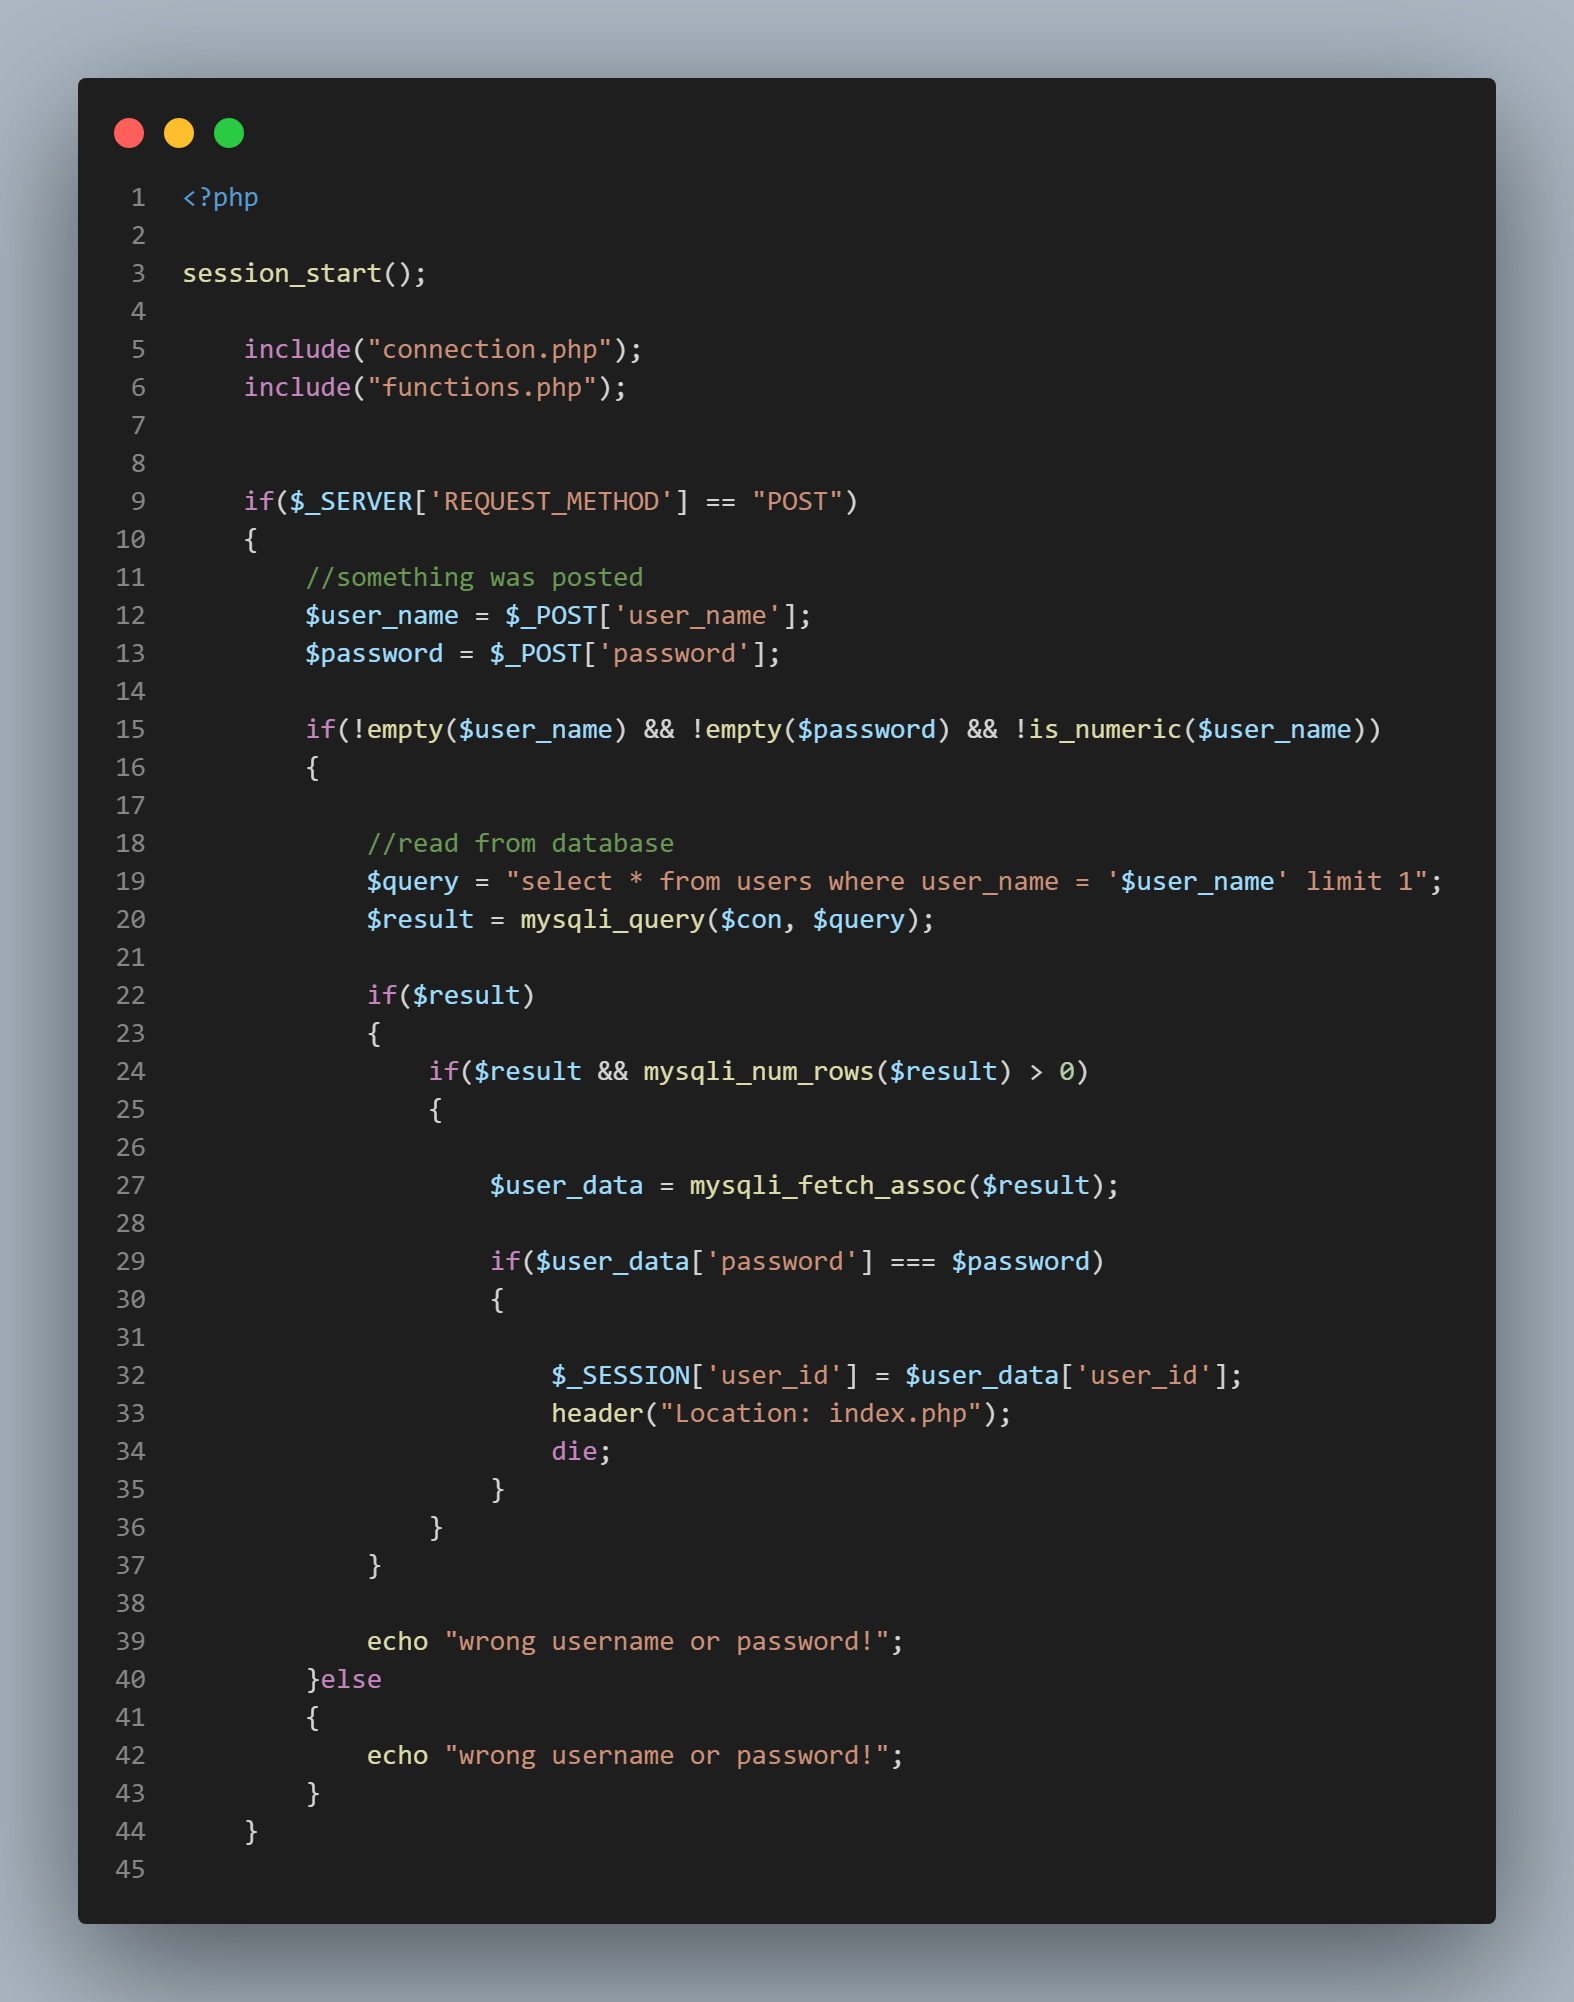 1 <?php
2
3 session_start();
4
5     include("connection.php");
6     include("functions.php");
7
8
9     if($_SERVER['REQUEST_METHOD'] == "POST")
10     {
11         //something was posted
12         $user_name = $_POST['user_name'];
13         $password = $_POST['password'];
14
15         if(!empty($user_name) && !empty($password) && !is_numeric($user_name))
16         {
17
18             //read from database
19             $query = "select * from users where user_name = '$user_name' limit 1";
20             $result = mysqli_query($con, $query);
21
22             if($result)
23             {
24                 if($result && mysqli_num_rows($result) > 0)
25                 {
26
27                     $user_data = mysqli_fetch_assoc($result);
28
29                     if($user_data['password'] === $password)
30                     {
31
32                         $_SESSION['user_id'] = $user_data['user_id'];
33                         header("Location: index.php");
34                         die;
35                     }
36                 }
37             }
38
39             echo "wrong username or password!";
40         }else
41         {
42             echo "wrong username or password!";
43         }
44     }
45